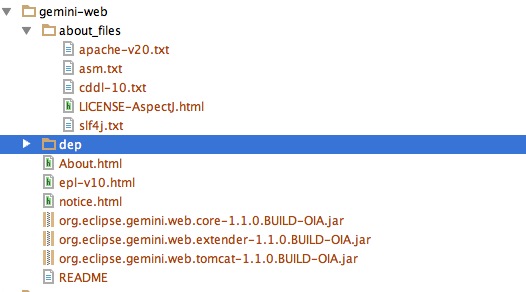 gemini-web
about_files
apache-v20.txt
asm.txt
cddl-10.txt
LICENSE-AspectJ.html
slf4j.txt
dep
About.html
epl-v10.html
notice.html
org.eclipse.gemini.web.core-1.1.0.BUILD-OIA.jar
org.eclipse.gemini.web.extender-1.1.0.BUILD-OIA.jar
org.eclipse.gemini.web.tomcat-1.1.0.BUILD-OIA.jar
README